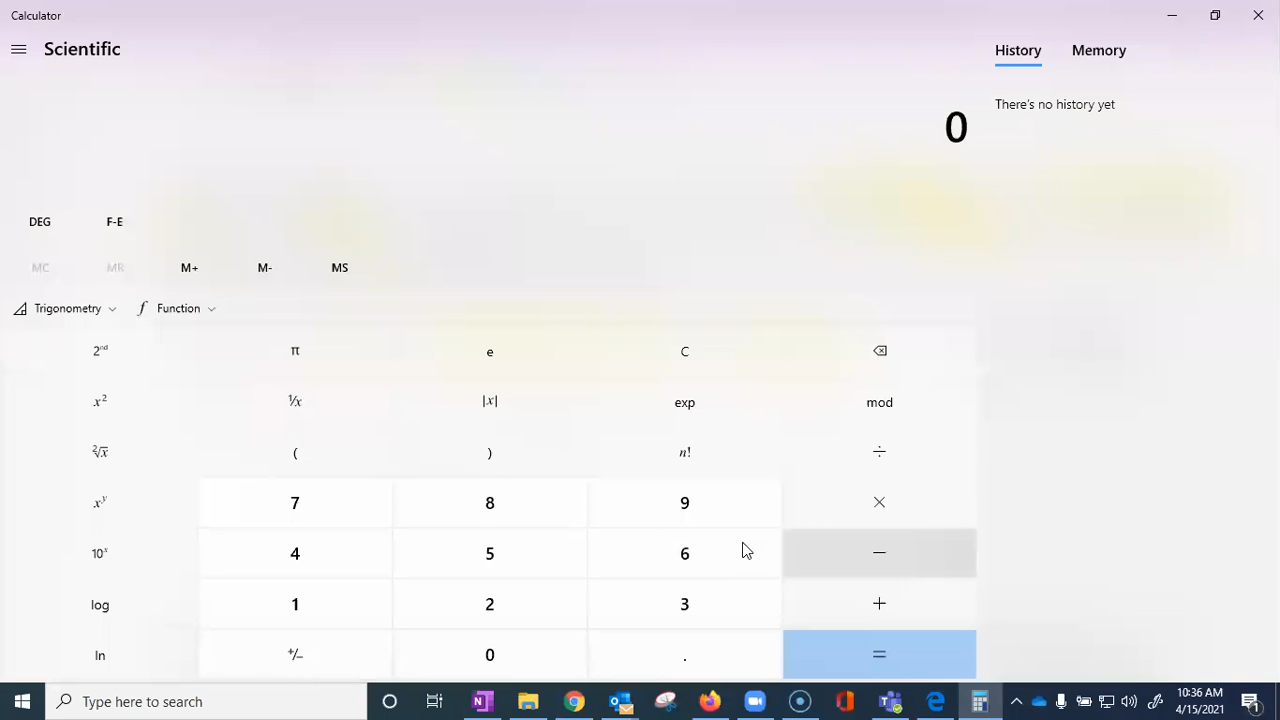 Calculator
Scientific
History Memory
There's no history yet
0
DEG F-E
MC MR M+ M- MS
Trigonometry f Function
2nd π e C
x2 1/x |x| exp mod
2√x ( ) n! ÷
xy 7 8 9 ×
10x 4 5 6 −
log 1 2 3 +
ln +/− 0 . =
Type here to search
10:36 AM
4/15/2021
1